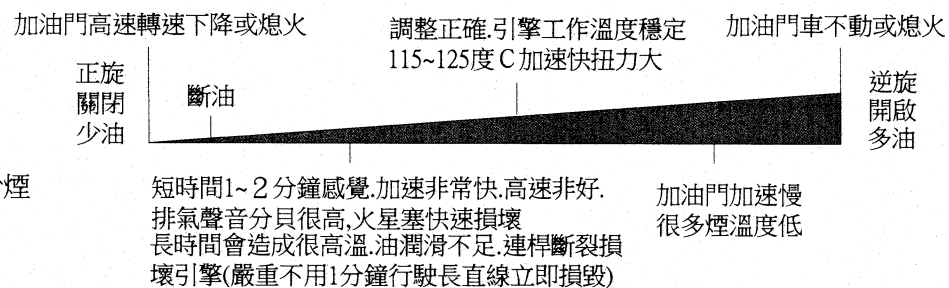 加油門高速轉速下降或熄火
調整正確.引擎工作溫度穩定
115~125度C加速快扭力大
加油門車不動或熄火
正旋
關閉
少油
斷油
逆旋
開啟
多油
煙
短時間1~2分鐘感覺.加速非常快.高速非好.
排氣聲音分貝很高,火星塞快速損壞
長時間會造成很高溫.油潤滑不足.連桿斷裂損
壞引擎(嚴重不用1分鐘行駛長直線立即損毀)
加油門加速慢
很多煙溫度低